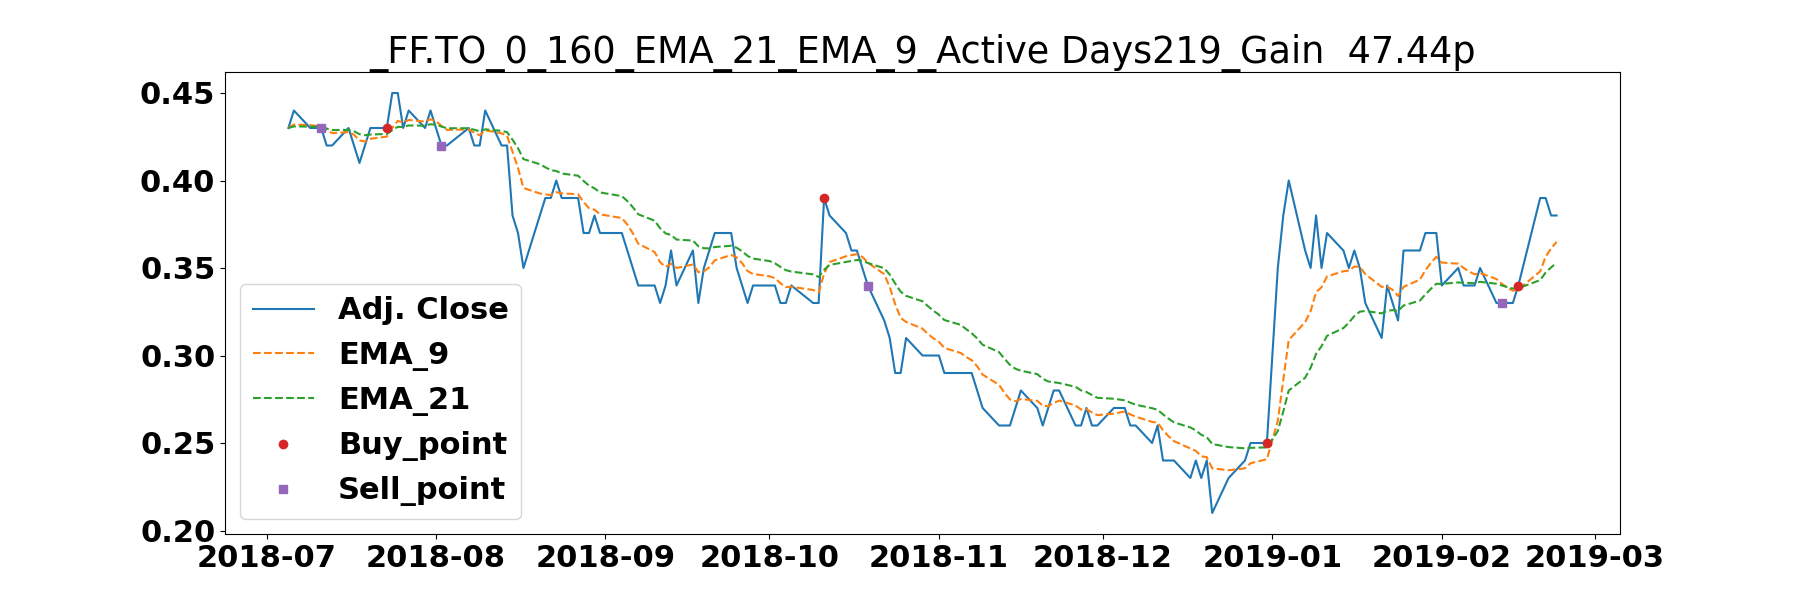 _FF.TO_0_160_EMA_21_EMA_9_Active Days219_Gain  47.44p
0.45
0.40
0.35
0.30
0.25
0.20
Adj. Close
EMA_9
EMA_21
Buy_point
Sell_point
2018-07 2018-08 2018-09 2018-10 2018-11 2018-12 2019-01 2019-02 2019-03